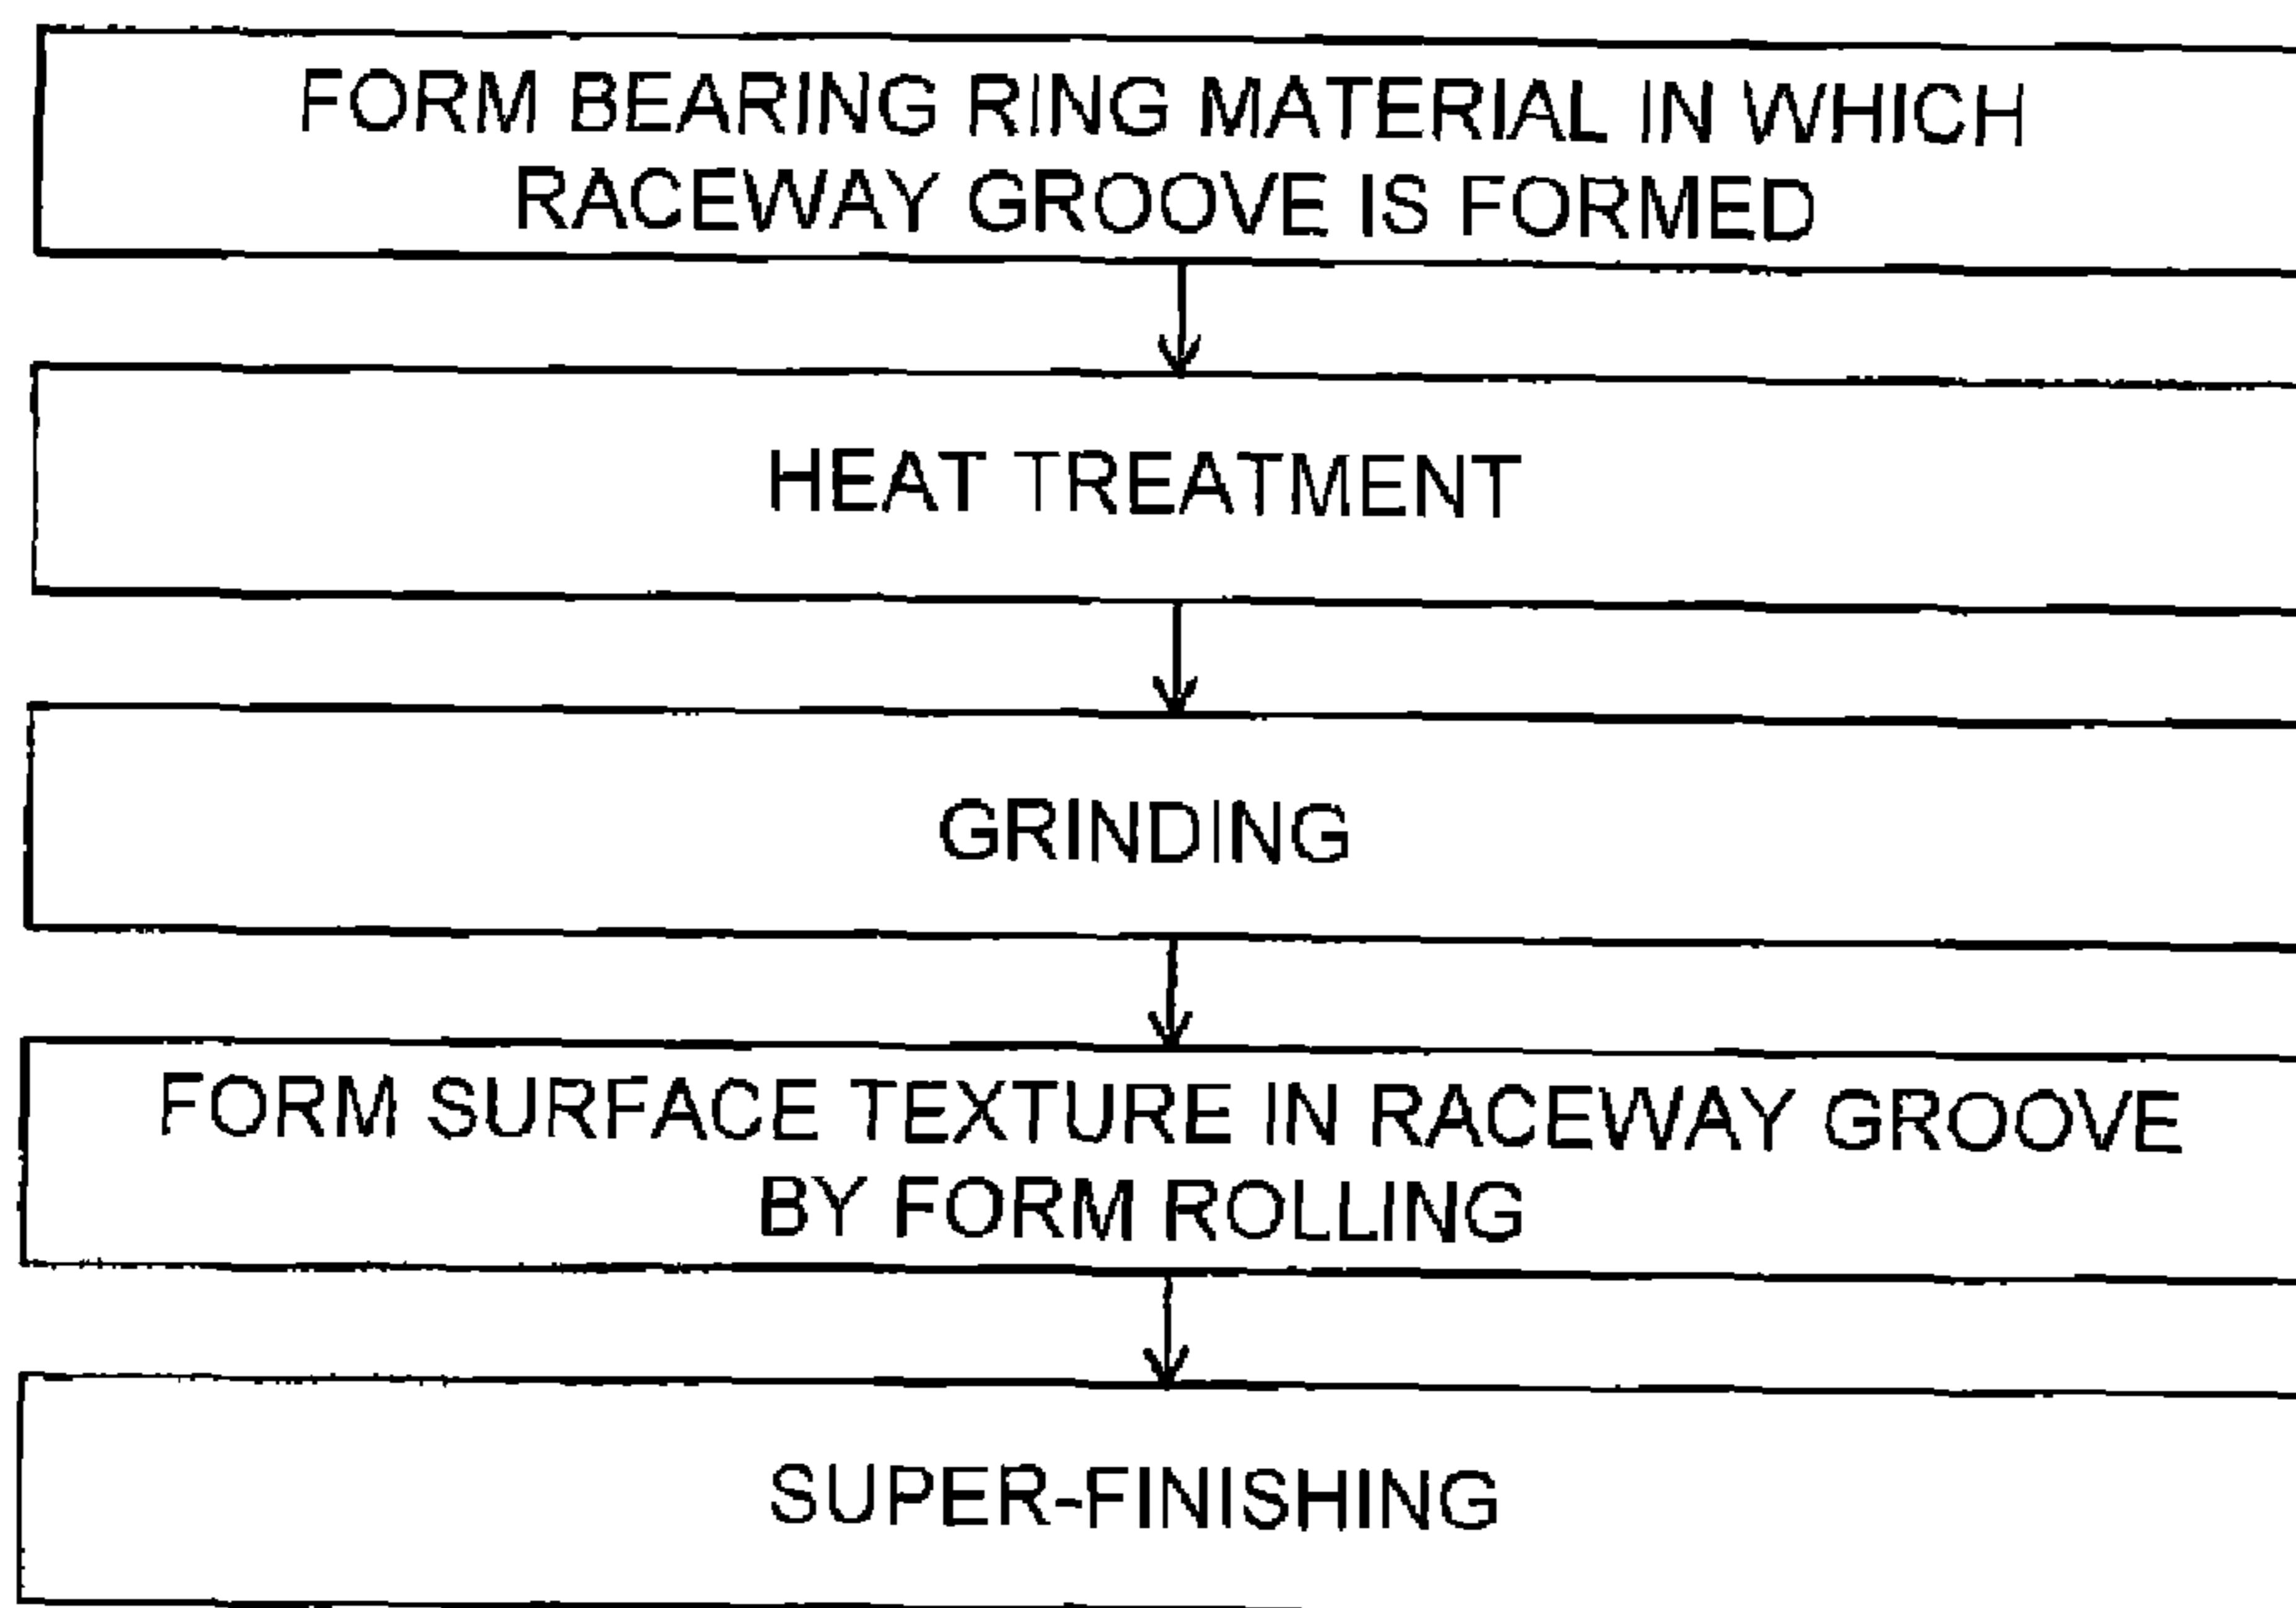 FORM BEARING RING MATERIAL IN WHICH
RACEWAY GROOVE IS FORMED
HEAT TREATMENT
GRINDING
FORM SURFACE TEXTURE IN RACEWAY GROOVE
BY FORM ROLLING
SUPER-FINISHING